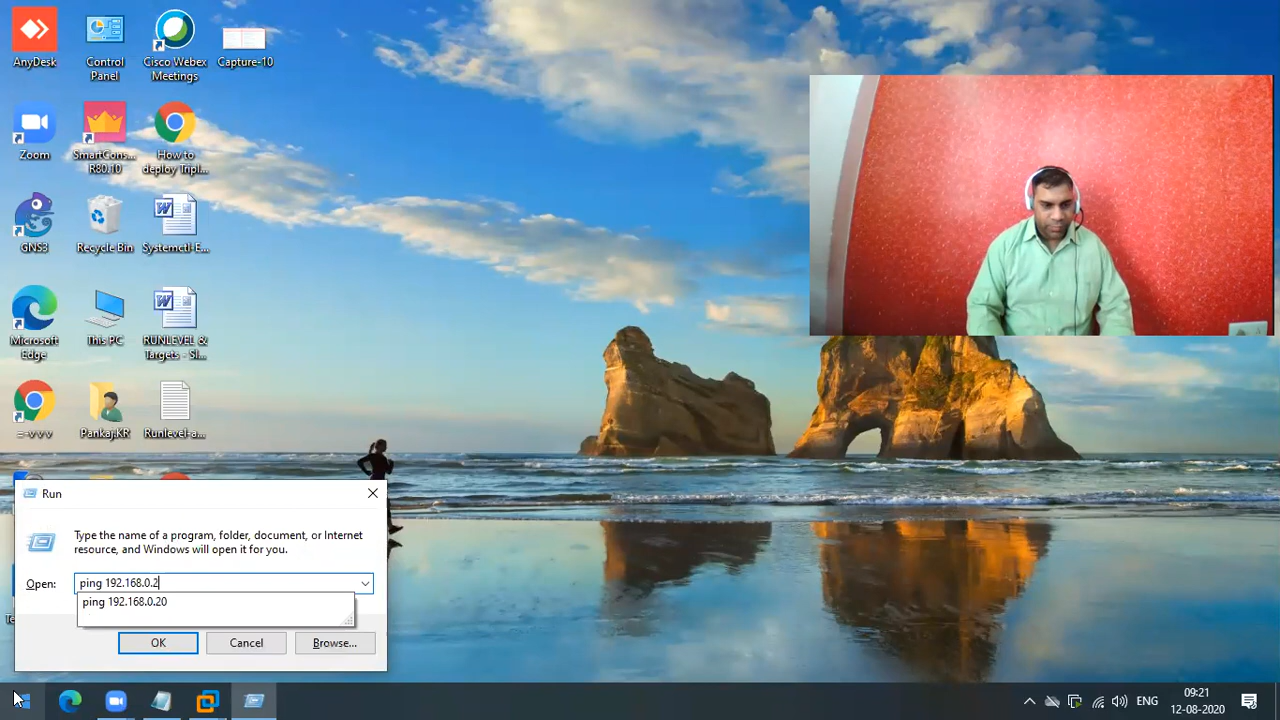 AnyDesk
Control
Panel
Cisco Webex
Meetings
Capture-10
Zoom
SmartCons...
R80.10
How to
deploy Tripl...
GNS3
Recycle Bin
Systemctl-E...
Microsoft
Edge
This PC
RUNLEVEL &
Targets - Sl...
=-v-v-v
Pankaj.KR
Runlevel-a...
Run
Type the name of a program, folder, document, or Internet
resource, and Windows will open it for you.
Open:
ping 192.168.0.2
ping 192.168.0.20
OK
Cancel
Browse...
ENG
09:21
12-08-2020